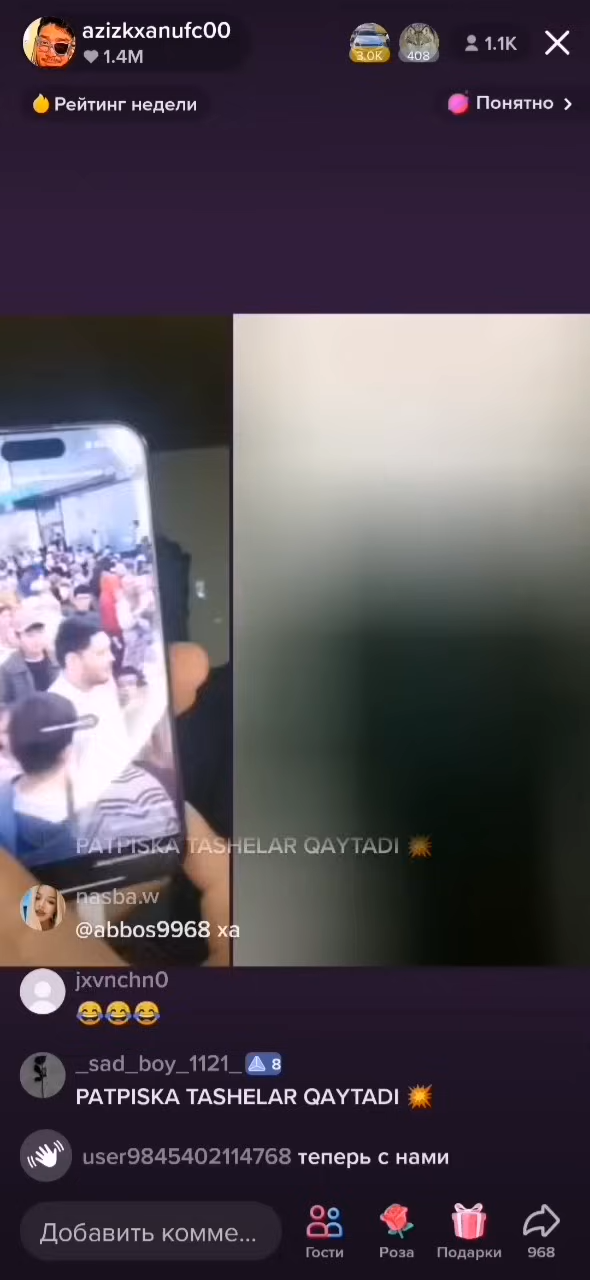 azizkxanufc00
1.4M
3.0K
408
1.1K
Рейтинг недели
Понятно
PATPISKA TASHELAR QAYTADI
nasba.w
@abbos9968 xa
jxvnchn0
😂😂😂
_sad_boy_1121_ 8
PATPISKA TASHELAR QAYTADI 💥
user9845402114768 теперь с нами
Добавить комме...
Гости
Роза
Подарки
968